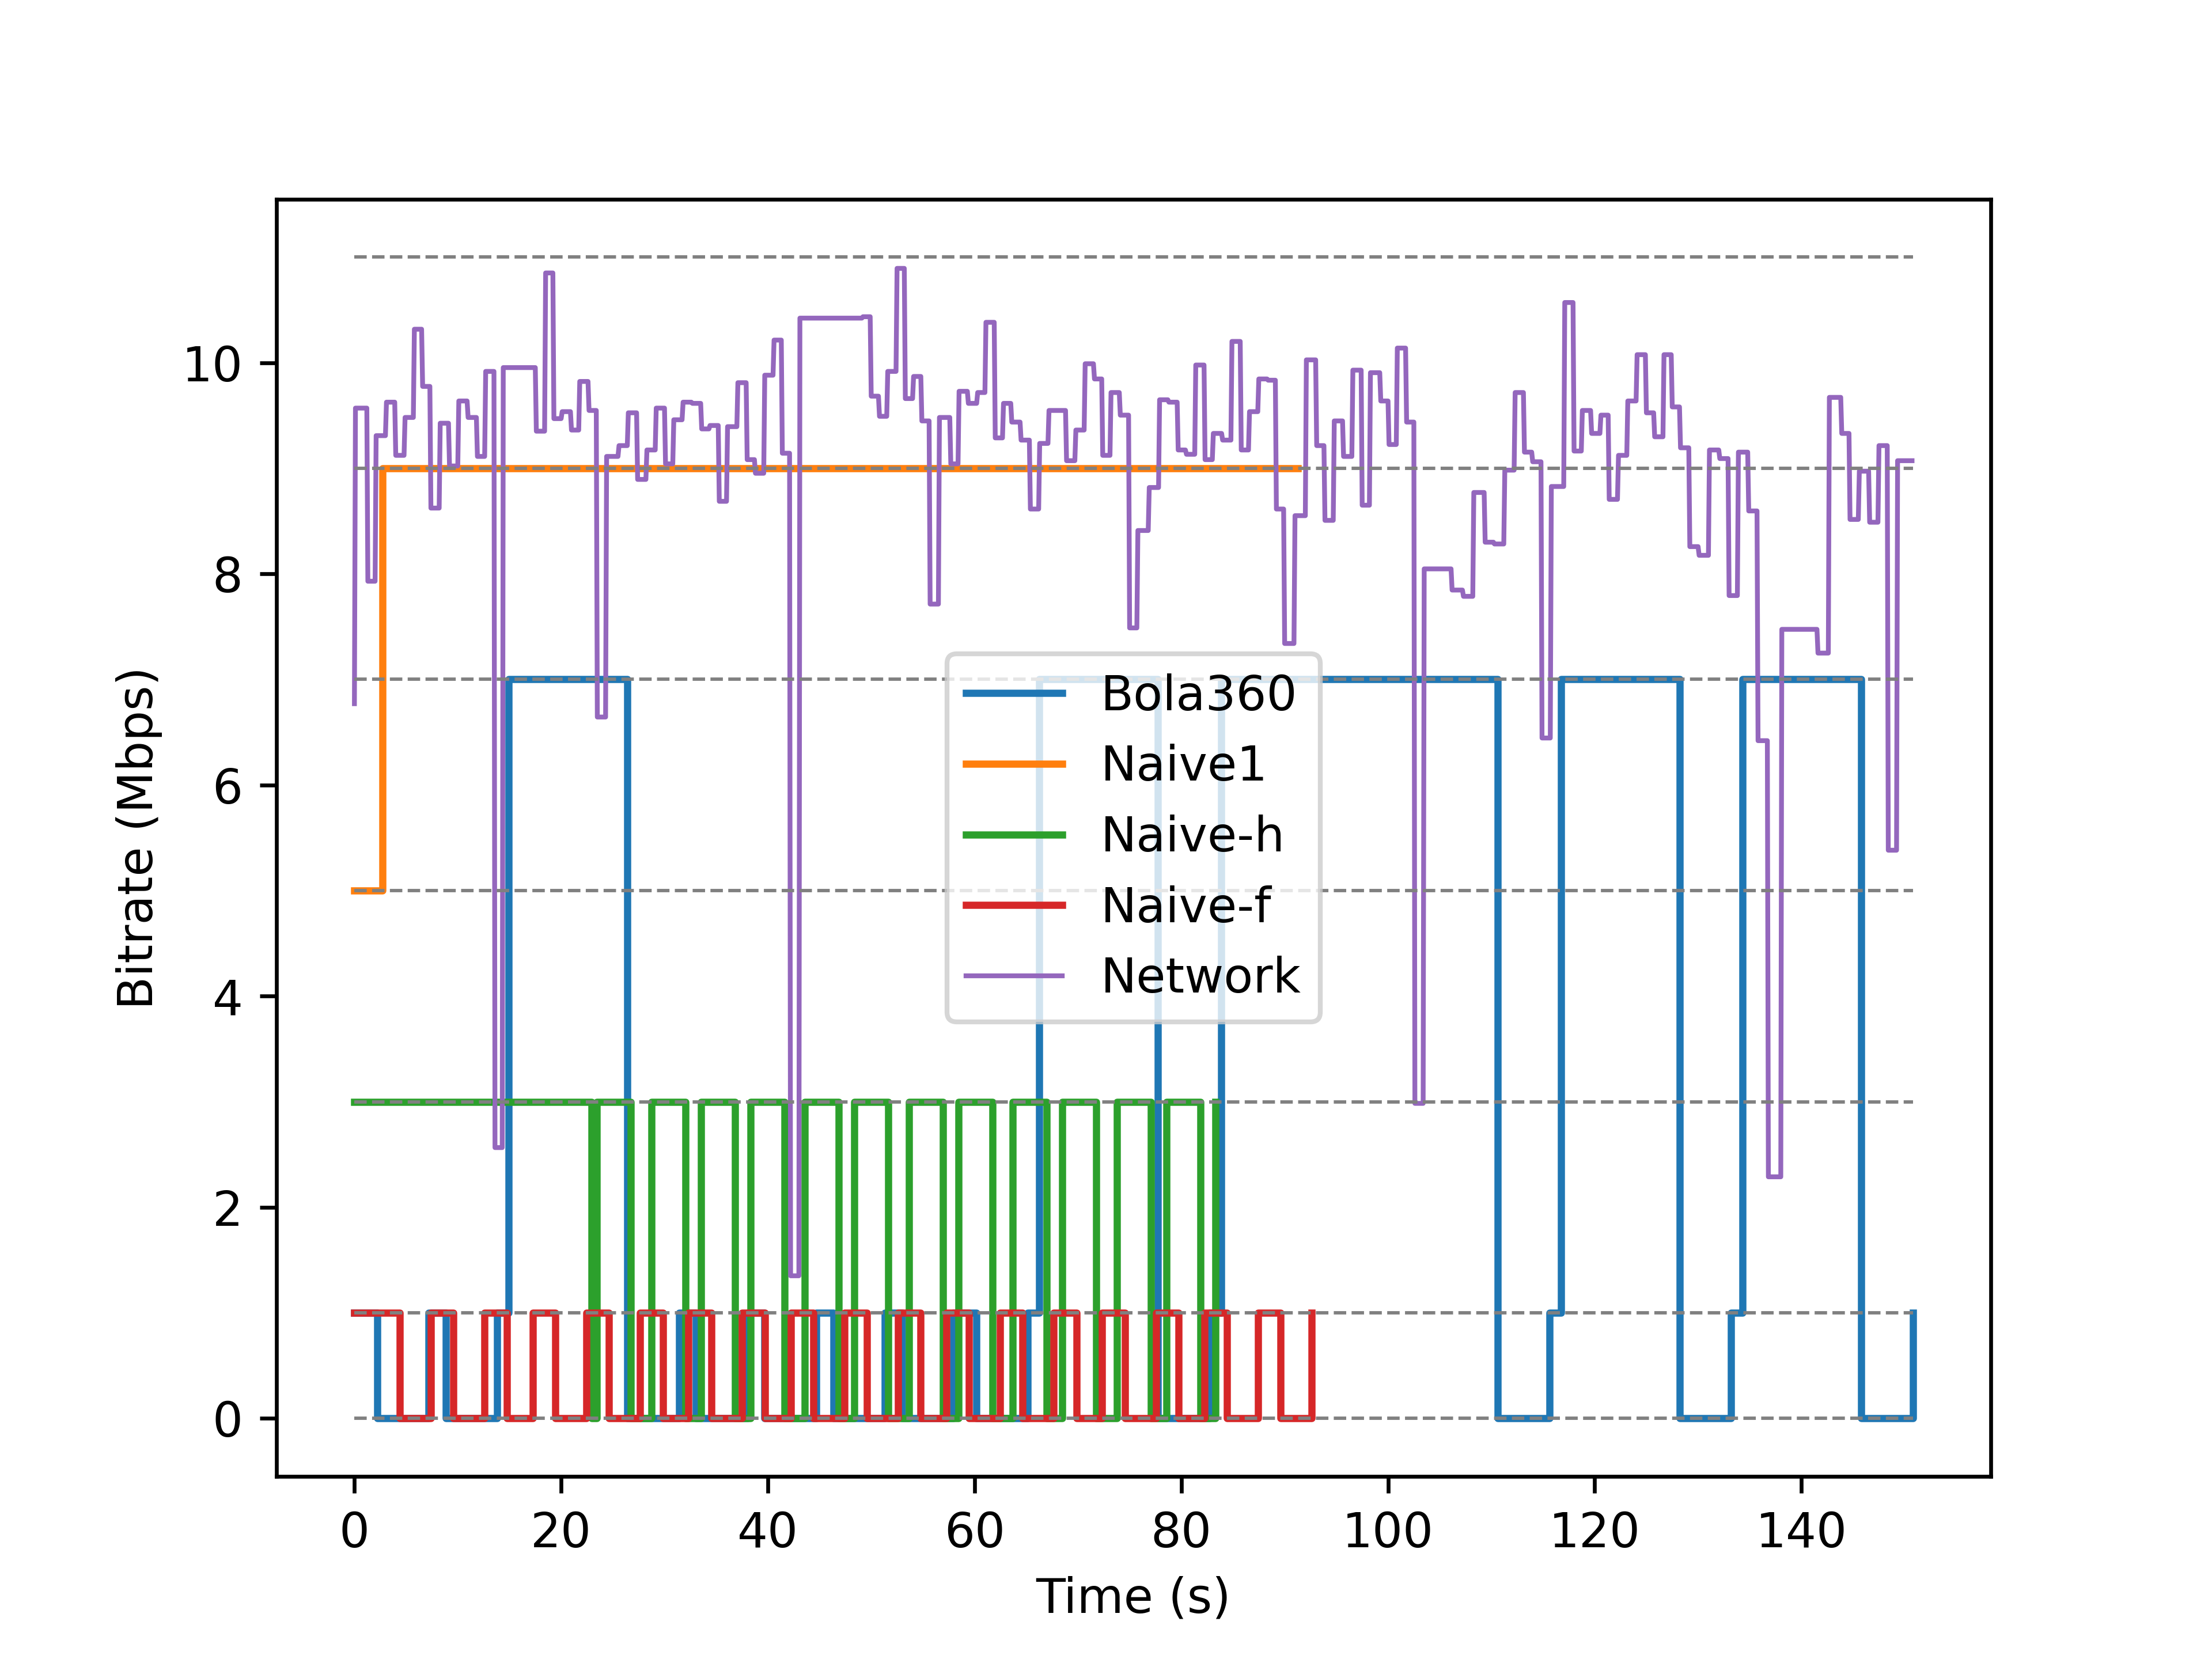 10
8
6
4
2
0
Bitrate (Mbps)
Bola360
Naive1
Naive-h
Naive-f
Network
0 20 40 60 80 100 120 140
Time (s)